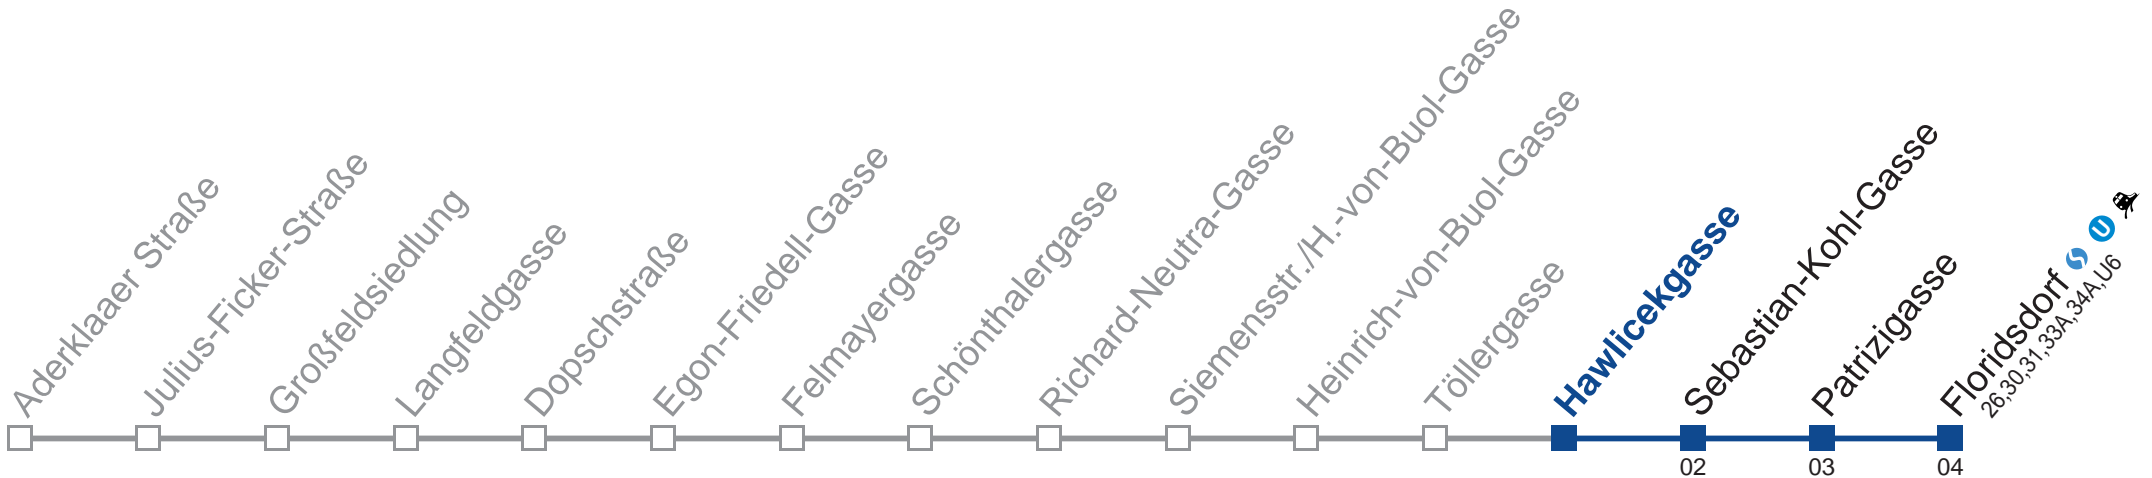 Aderklaaer Straße
Julius-Ficker-Straße
Großfeldsiedlung
Langfeldgasse
Dopschstraße
Egon-Friedell-Gasse
Felmayergasse
Schönthalergasse
Richard-Neutra-Gasse
Siemensstr./H.-von-Buol-Gasse
Heinrich-von-Buol-Gasse
Töllergasse
Hawlicekgasse
Sebastian-Kohl-Gasse
Patrizigasse
Floridsdorf S U
26,30,31,33A,34A,U6
02 03 04